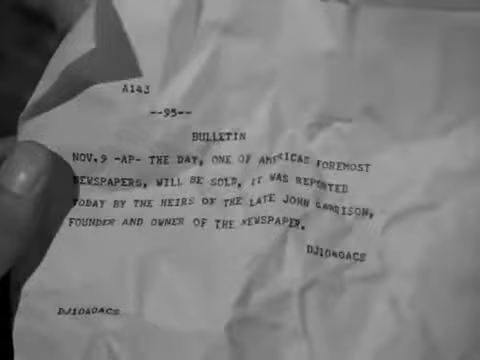 A143
--95--
BULLETIN
NOV.9 -AP- THE DAY, ONE OF AMERICAS FOREMOST
NEWSPAPERS, WILL BE SOLD, IT WAS REPORTED
TODAY BY THE HEIRS OF THE LATE JOHN GARRISON,
FOUNDER AND OWNER OF THE NEWSPAPER.
DJ1040ACS
DJ1040ACS